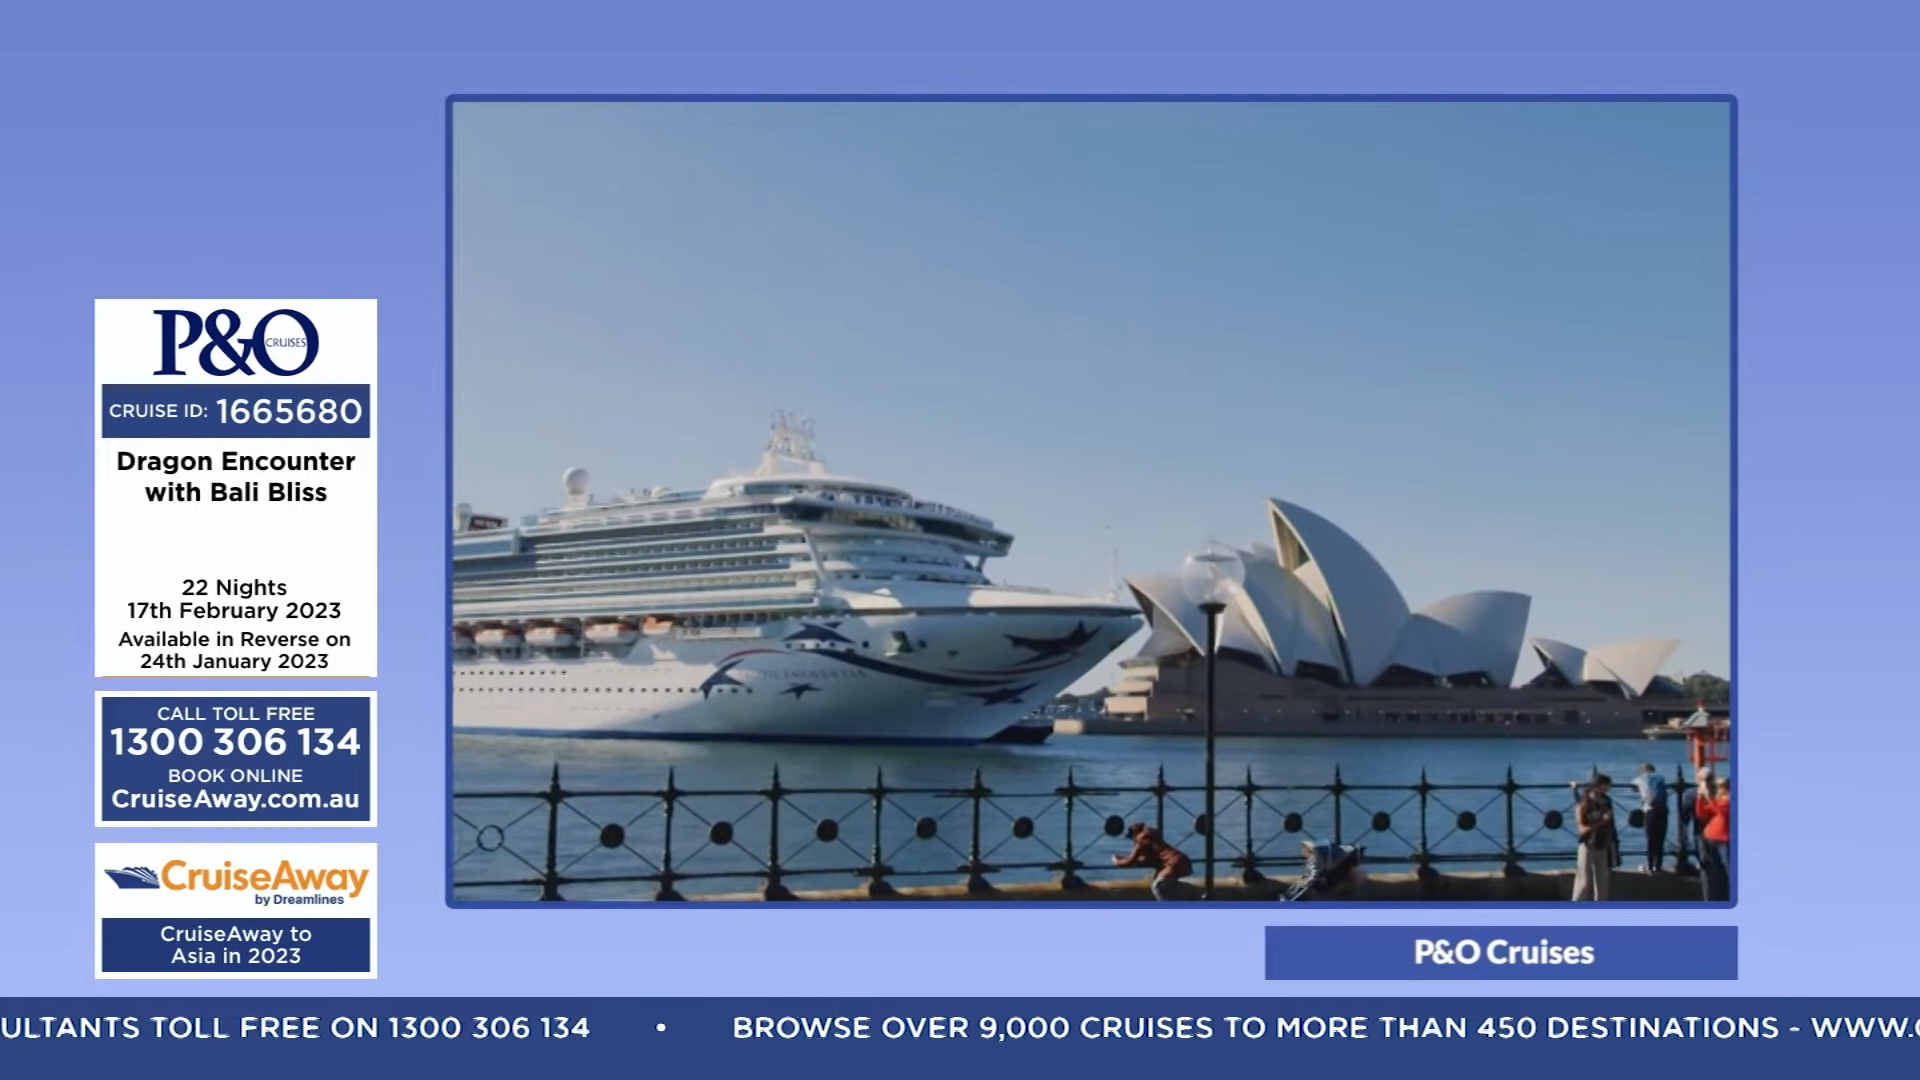 P&O
CRUISES
CRUISE ID: 1665680
Dragon Encounter
with Bali Bliss
22 Nights
17th February 2023
Available in Reverse on
24th January 2023
CALL TOLL FREE
1300 306 134
BOOK ONLINE
CruiseAway.com.au
CruiseAway
by Dreamlines
CruiseAway to
Asia in 2023
P&O Cruises
ULTANTS TOLL FREE ON 1300 306 134 • BROWSE OVER 9,000 CRUISES TO MORE THAN 450 DESTINATIONS - WWW.